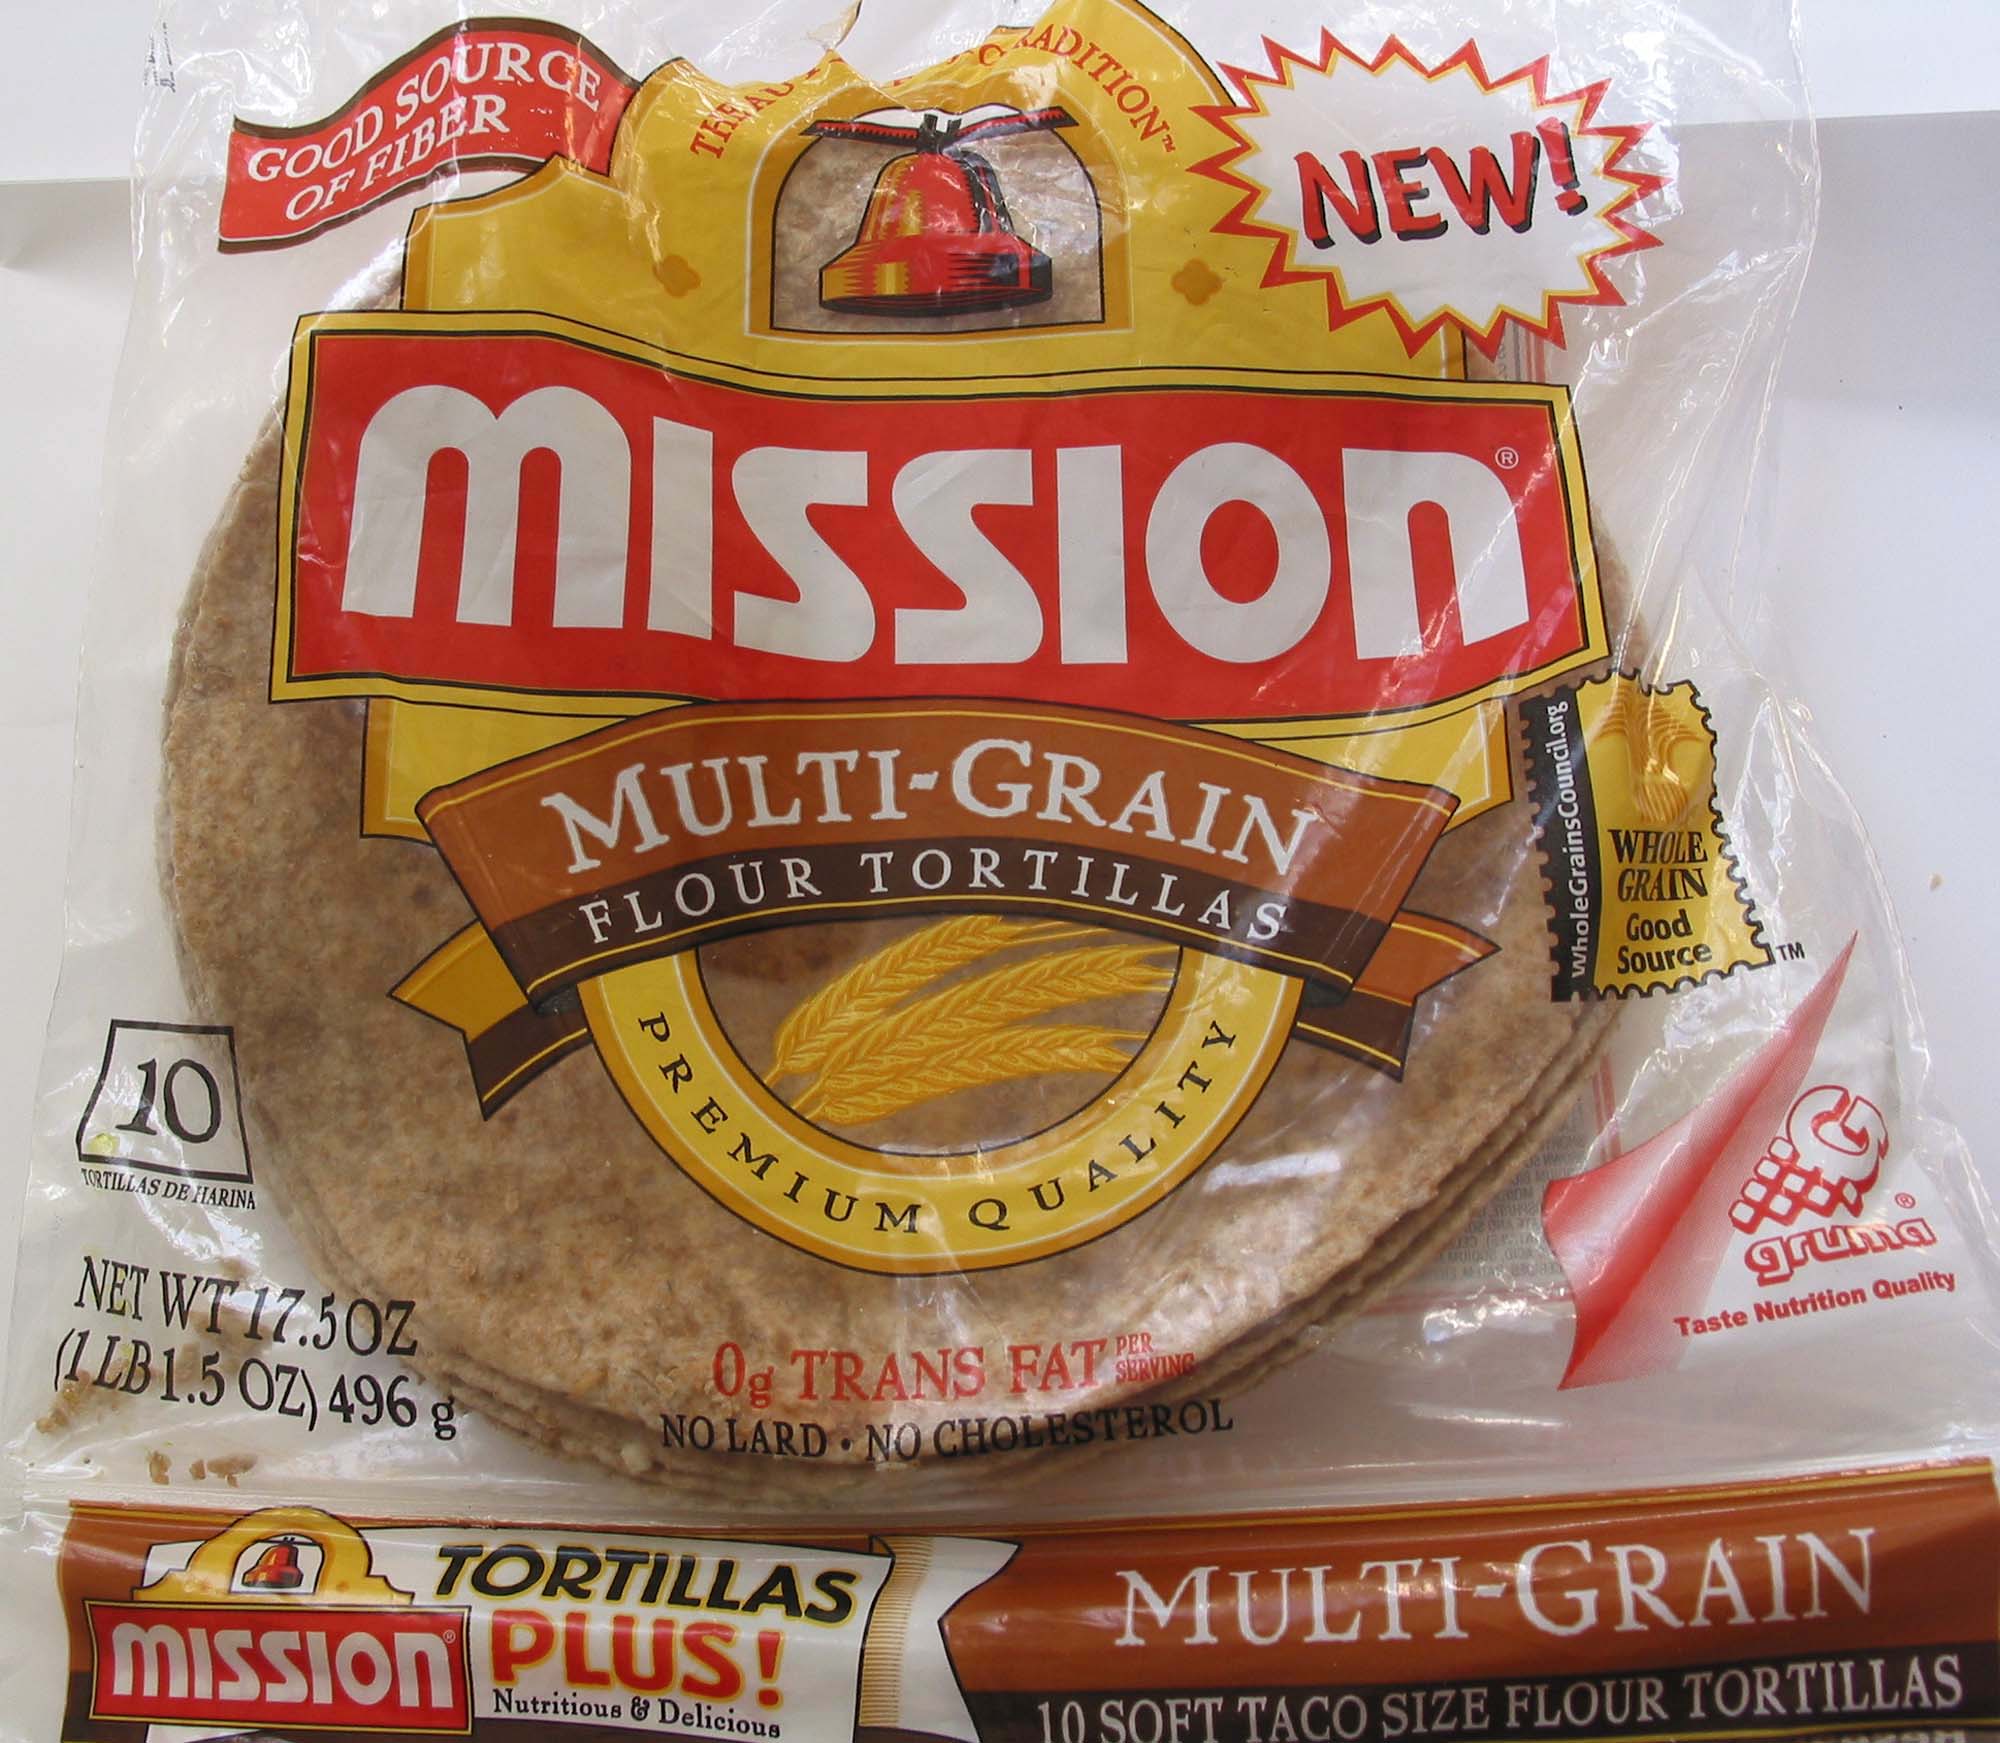 GOOD SOURCE
OF FIBER
TRADITION™
NEW!
MISSION®
MULTI-GRAIN
FLOUR TORTILLAS
PREMIUM QUALITY
wholeGrainsCouncil.org
WHOLE
GRAIN
Good
Source
TM
10
TORTILLAS DE HARINA
NET WT 17.5OZ
(1 LB 1.5 OZ) 496 g
0g TRANS FAT PER SERVING
NO LARD • NO CHOLESTEROL
G
gruma®
Taste Nutrition Quality
MISSION®
TORTILLAS
PLUS!
Nutritious & Delicious
MULTI-GRAIN
10 SOFT TACO SIZE FLOUR TORTILLAS